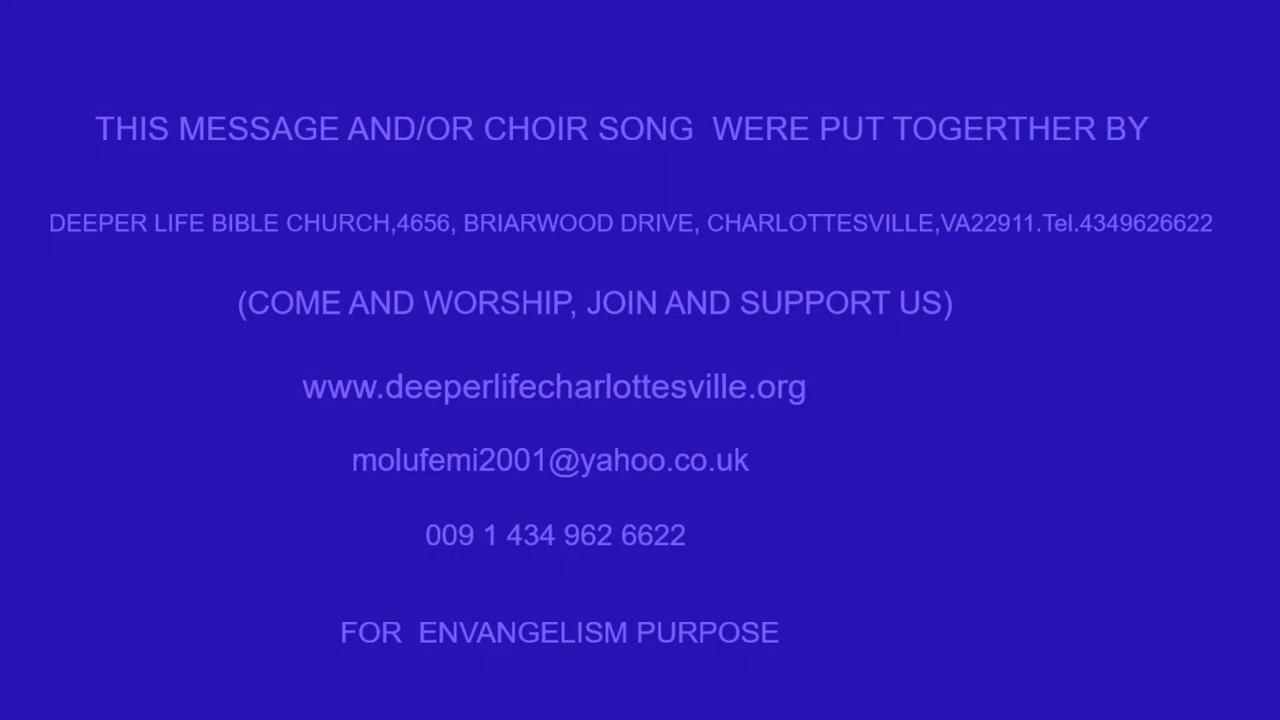 THIS MESSAGE AND/OR CHOIR SONG  WERE PUT TOGERTHER BY
DEEPER LIFE BIBLE CHURCH,4656, BRIARWOOD DRIVE, CHARLOTTESVILLE,VA22911.Tel.4349626622
(COME AND WORSHIP, JOIN AND SUPPORT US)
www.deeperlifecharlottesville.org
molufemi2001@yahoo.co.uk
009 1 434 962 6622
FOR  ENVANGELISM PURPOSE